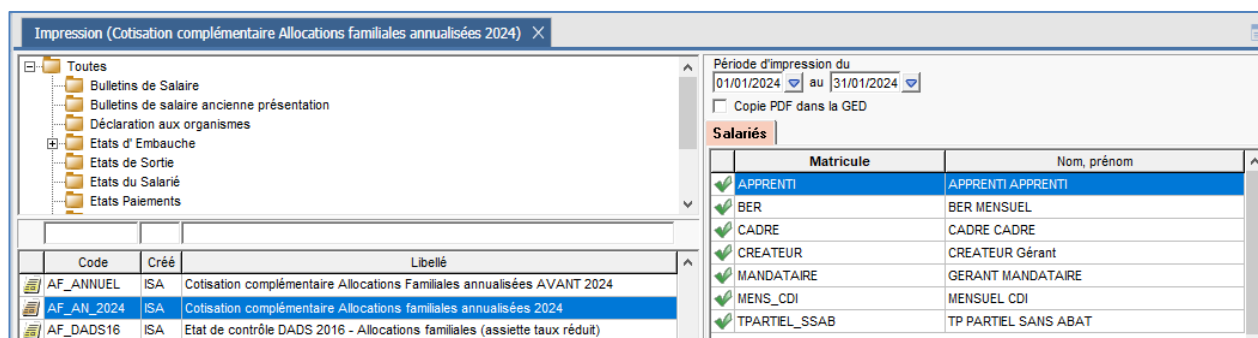 Impression (Cotisation complémentaire Allocations familiales annualisées 2024)
Toutes
Bulletins de Salaire
Bulletins de salaire ancienne présentation
Déclaration aux organismes
Etats d' Embauche
Etats de Sortie
Etats du Salarié
Etats Paiements
Code Créé Libellé
AF_ANNUEL ISA Cotisation complémentaire Allocations Familiales annualisées AVANT 2024
AF_AN_2024 ISA Cotisation complémentaire Allocations familiales annualisées 2024
AF_DADS16 ISA Etat de contrôle DADS 2016 - Allocations familiales (assiette taux réduit)
Période d'impression du
01/01/2024 au 31/01/2024
Copie PDF dans la GED
Salariés
Matricule Nom, prénom
APPRENTI APPRENTI APPRENTI
BER BER MENSUEL
CADRE CADRE CADRE
CREATEUR CREATEUR Gérant
MANDATAIRE GERANT MANDATAIRE
MENS_CDI MENSUEL CDI
TPARTIEL_SSAB TP PARTIEL SANS ABAT